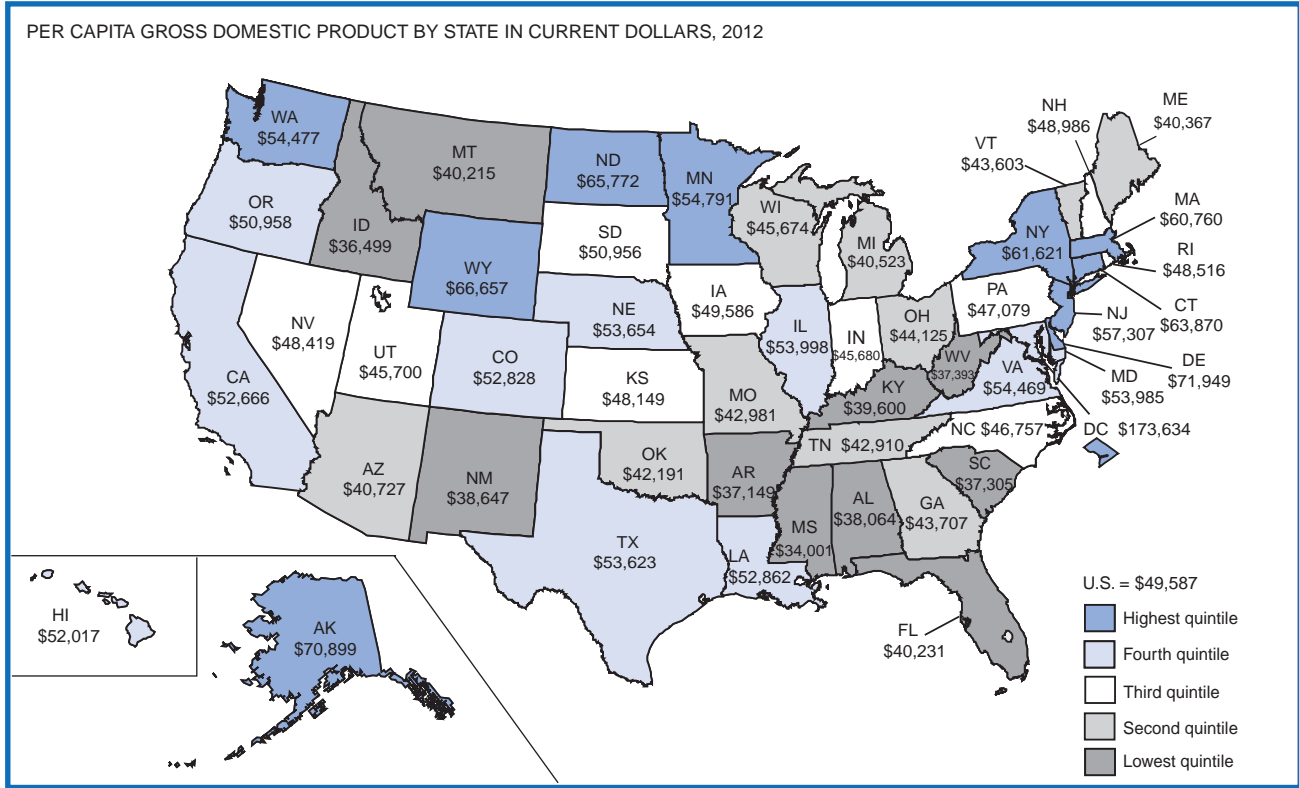 PER CAPITA GROSS DOMESTIC PRODUCT BY STATE IN CURRENT DOLLARS, 2012
WA
$54,477
MT
$40,215
ND
$65,772
MN
$54,791
OR
$50,958
ID
$36,499
WY
$66,657
SD
$50,956
WI
$45,674
MI
$40,523
VT
$43,603
NH
$48,986
ME
$40,367
NY
$61,621
MA
$60,760
RI
$48,516
CT
$63,870
NJ
$57,307
DE
$71,949
MD
$53,985
DC $173,634
PA
$47,079
NV
$48,419
UT
$45,700
CO
$52,828
NE
$53,654
IA
$49,586
IL
$53,998
IN
$45,680
OH
$44,125
WV
$37,393
VA
$54,469
CA
$52,666
KS
$48,149
MO
$42,981
KY
$39,600
NC $46,757
TN $42,910
AZ
$40,727
NM
$38,647
OK
$42,191
AR
$37,149
SC
$37,305
MS
$34,001
AL
$38,064
GA
$43,707
TX
$53,623
LA
$52,862
FL
$40,231
HI
$52,017
AK
$70,899
U.S. = $49,587
Highest quintile
Fourth quintile
Third quintile
Second quintile
Lowest quintile